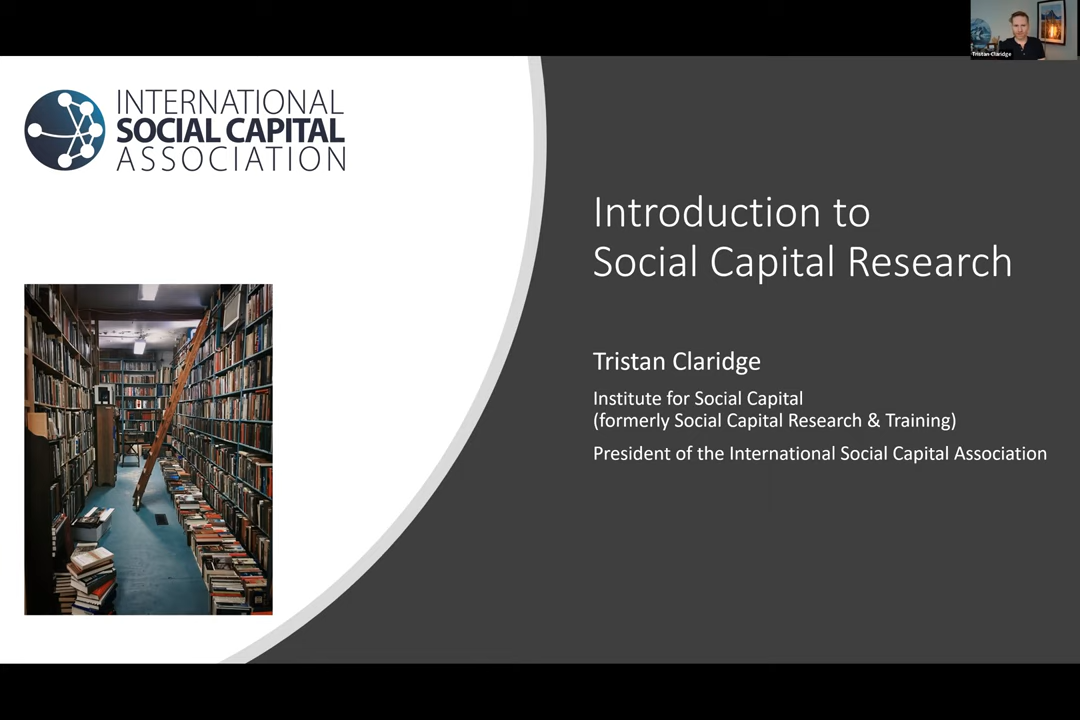 Tristan Claridge
INTERNATIONAL
SOCIAL CAPITAL
ASSOCIATION
Introduction to
Social Capital Research
Tristan Claridge
Institute for Social Capital
(formerly Social Capital Research & Training)
President of the International Social Capital Association